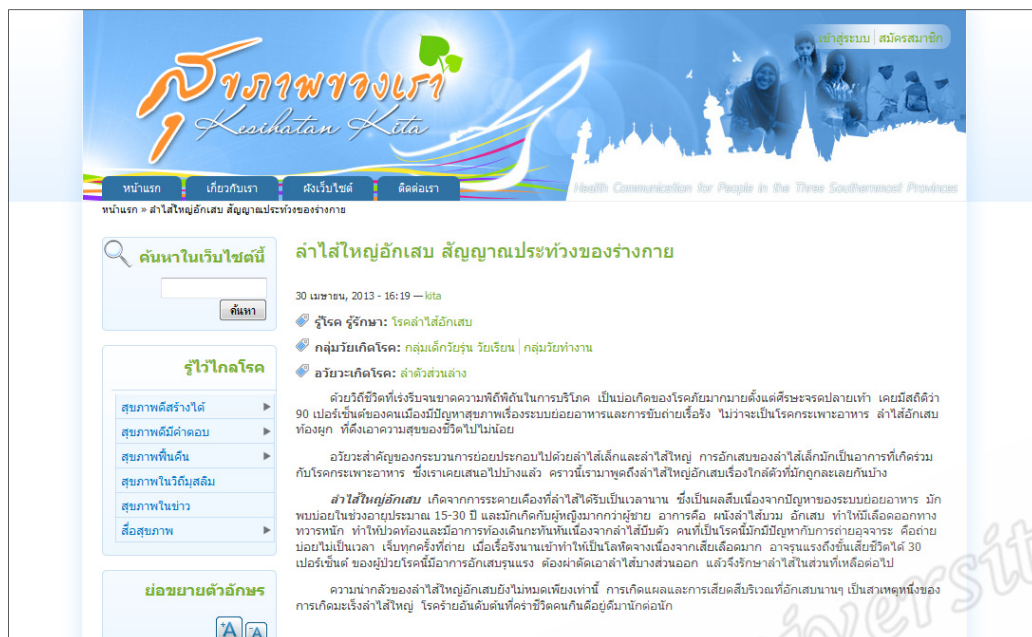 เข้าสู่ระบบ | สมัครสมาชิก
สุขภาพของเรา
Kesihatan Kita
หน้าแรก เกี่ยวกับเรา ผังเว็บไซต์ ติดต่อเรา
Health Communication for People in the Three Southernmost Provinces
หน้าแรก » ลำไส้ใหญ่อักเสบ สัญญาณประท้วงของร่างกาย
ค้นหาในเว็บไซต์นี้
ค้นหา
รู้ไว้ไกลโรค
สุขภาพดีสร้างได้
สุขภาพดีมีคำตอบ
สุขภาพฟื้นคืน
สุขภาพในวิถีมุสลิม
สุขภาพในข่าว
สื่อสุขภาพ
ย่อขยายตัวอักษร
+A -A
ลำไส้ใหญ่อักเสบ สัญญาณประท้วงของร่างกาย
30 เมษายน, 2013 - 16:19 — kita
รู้โรค รู้รักษา: โรคลำไส้อักเสบ
กลุ่มวัยเกิดโรค: กลุ่มเด็กวัยรุ่น วัยเรียน | กลุ่มวัยทำงาน
อวัยวะเกิดโรค: ลำตัวส่วนล่าง
ด้วยวิถีชีวิตที่เร่งรีบจนขาดความพิถีพิถันในการบริโภค เป็นบ่อเกิดของโรคภัยมากมายตั้งแต่ศีรษะจรดปลายเท้า เคยมีสถิติว่า
90 เปอร์เซ็นต์ของคนเมืองมีปัญหาสุขภาพเรื่องระบบย่อยอาหารและการขับถ่ายเรื้อรัง ไม่ว่าจะเป็นโรคกระเพาะอาหาร ลำไส้อักเสบ
ท้องผูก ที่ดึงเอาความสุขของชีวิตไปไม่น้อย
อวัยวะสำคัญของกระบวนการย่อยประกอบไปด้วยลำไส้เล็กและลำไส้ใหญ่ การอักเสบของลำไส้เล็กมักเป็นอาการที่เกิดร่วม
กับโรคกระเพาะอาหาร ซึ่งเราเคยเสนอไปบ้างแล้ว คราวนี้เรามาพูดถึงลำไส้ใหญ่อักเสบเรื่องใกล้ตัวที่มักถูกละเลยกันบ้าง
ลำไส้ใหญ่อักเสบ เกิดจากการระคายเคืองที่ลำไส้ได้รับเป็นเวลานาน ซึ่งเป็นผลสืบเนื่องจากปัญหาของระบบย่อยอาหาร มัก
พบบ่อยในช่วงอายุประมาณ 15-30 ปี และมักเกิดกับผู้หญิงมากกว่าผู้ชาย อาการคือ ผนังลำไส้บวม อักเสบ ทำให้มีเลือดออกทาง
ทวารหนัก ทำให้ปวดท้องและมีอาการท้องเดินกะทันหันเนื่องจากลำไส้บีบตัว คนที่เป็นโรคนี้มักมีปัญหากับการถ่ายอุจจาระ คือถ่าย
บ่อยไม่เป็นเวลา เจ็บทุกครั้งที่ถ่าย เมื่อเรื้อรังนานเข้าทำให้เป็นโลหิตจางเนื่องจากเสียเลือดมาก อาจรุนแรงถึงขั้นเสียชีวิตได้ 30
เปอร์เซ็นต์ ของผู้ป่วยโรคนี้มีอาการอักเสบรุนแรง ต้องผ่าตัดเอาลำไส้บางส่วนออก แล้วจึงรักษาลำไส้ในส่วนที่เหลือต่อไป
ความน่ากลัวของลำไส้ใหญ่อักเสบยังไม่หมดเพียงเท่านี้ การเกิดแผลและการเสียดสีบริเวณที่อักเสบนานๆ เป็นสาเหตุหนึ่งของ
การเกิดมะเร็งลำไส้ใหญ่ โรคร้ายอันดับต้นที่คร่าชีวิตคนกินดีอยู่ดีมานักต่อนัก